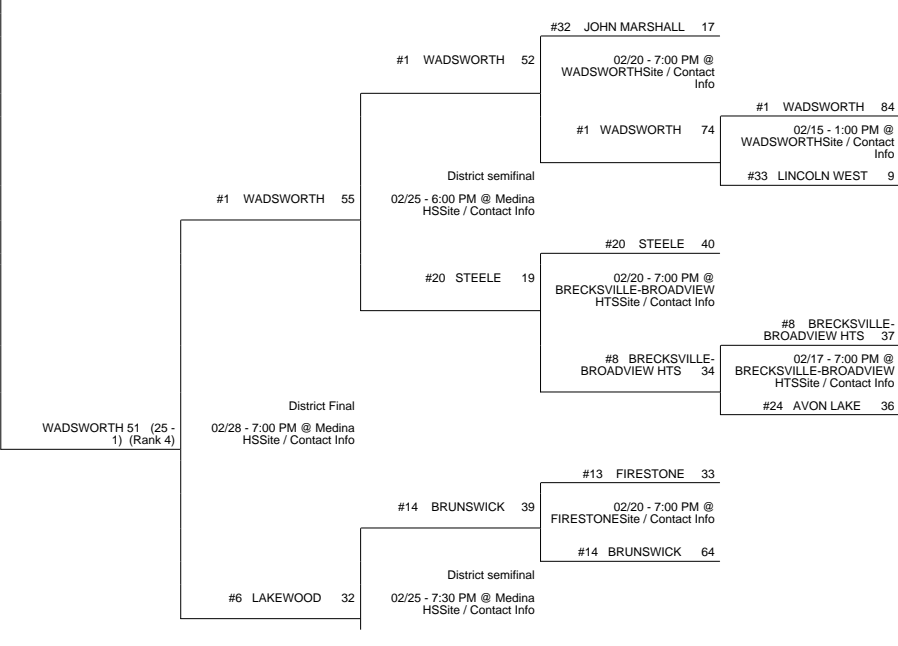 #32 JOHN MARSHALL 17
#1 WADSWORTH 52
02/20 - 7:00 PM @
WADSWORTHSite / Contact
Info
#1 WADSWORTH 84
#1 WADSWORTH 74
02/15 - 1:00 PM @
WADSWORTHSite / Contact
Info
#33 LINCOLN WEST 9
District semifinal
#1 WADSWORTH 55
02/25 - 6:00 PM @ Medina
HSSite / Contact Info
#20 STEELE 40
#20 STEELE 19
02/20 - 7:00 PM @
BRECKSVILLE-BROADVIEW
HTSSite / Contact Info
#8 BRECKSVILLE-
BROADVIEW HTS 37
#8 BRECKSVILLE-
BROADVIEW HTS 34
02/17 - 7:00 PM @
BRECKSVILLE-BROADVIEW
HTSSite / Contact Info
#24 AVON LAKE 36
District Final
WADSWORTH 51 (25 -
1) (Rank 4)
02/28 - 7:00 PM @ Medina
HSSite / Contact Info
#13 FIRESTONE 33
#14 BRUNSWICK 39
02/20 - 7:00 PM @
FIRESTONESite / Contact Info
#14 BRUNSWICK 64
District semifinal
#6 LAKEWOOD 32
02/25 - 7:30 PM @ Medina
HSSite / Contact Info